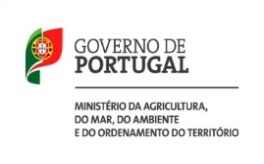 GOVERNO DE
PORTUGAL
MINISTÉRIO DA AGRICULTURA,
DO MAR, DO AMBIENTE
E DO ORDENAMENTO DO TERRITÓRIO